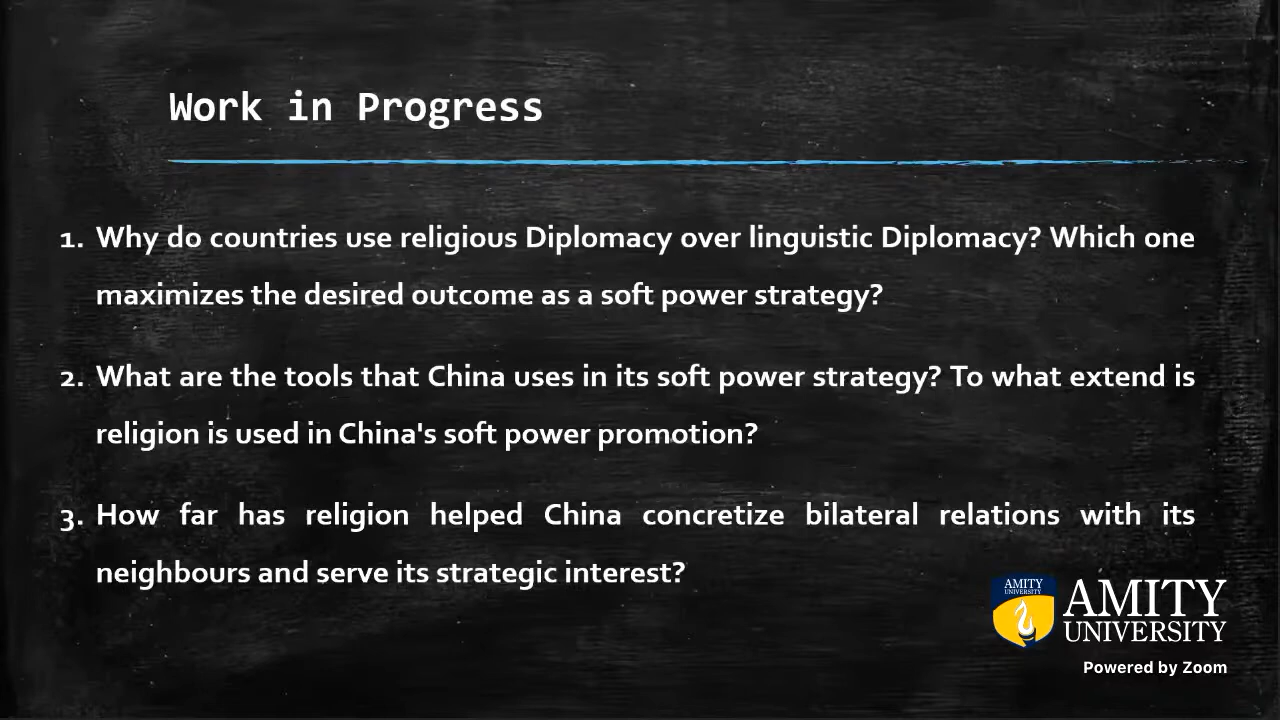 Work in Progress
1. Why do countries use religious Diplomacy over linguistic Diplomacy? Which one
maximizes the desired outcome as a soft power strategy?
2. What are the tools that China uses in its soft power strategy? To what extend is
religion is used in China's soft power promotion?
3. How far has religion helped China concretize bilateral relations with its
neighbours and serve its strategic interest?
AMITY
UNIVERSITY
AMITY
UNIVERSITY
Powered by Zoom